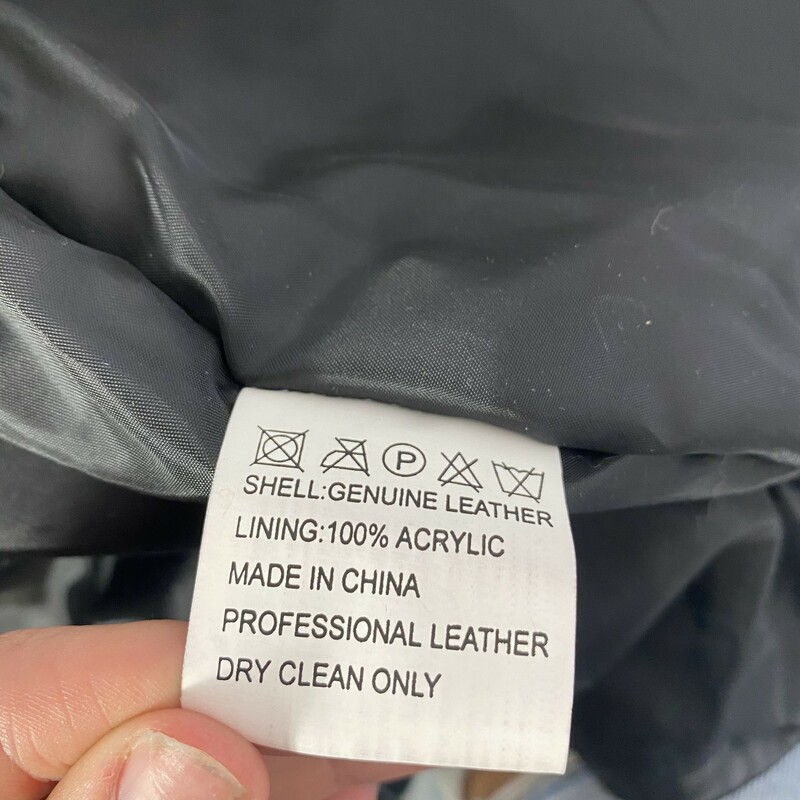 P
SHELL:GENUINE LEATHER
LINING:100% ACRYLIC
MADE IN CHINA
PROFESSIONAL LEATHER
DRY CLEAN ONLY